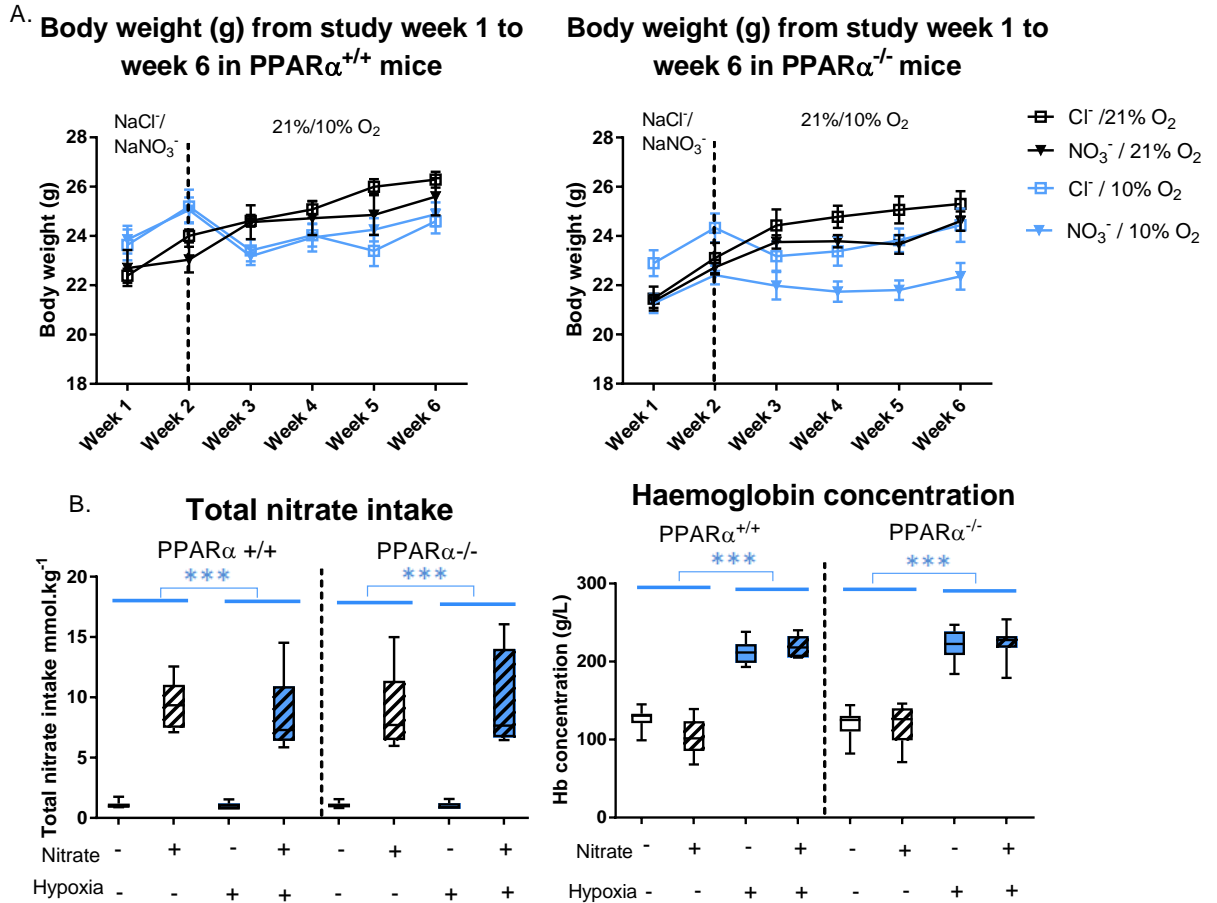 A.
Body weight (g) from study week 1 to
week 6 in PPARα+/+ mice
NaCl-/
NaNO3-
21%/10% O2
Body weight (g)
28
26
24
22
20
18
Week 1
Week 2
Week 3
Week 4
Week 5
Week 6
Body weight (g) from study week 1 to
week 6 in PPARα-/- mice
NaCl-/
NaNO3-
21%/10% O2
Body weight (g)
28
26
24
22
20
18
Week 1
Week 2
Week 3
Week 4
Week 5
Week 6
Cl- /21% O2
NO3- / 21% O2
Cl- / 10% O2
NO3- / 10% O2
B.
Total nitrate intake
PPARα +/+
PPARα-/-
***
***
Total nitrate intake mmol.kg-1
20
15
10
5
0
Nitrate - + - + - + - +
Hypoxia - - + + - - + +
Haemoglobin concentration
PPARα+/+
PPARα-/-
***
***
Hb concentration (g/L)
300
200
100
0
Nitrate - + - + - + - +
Hypoxia - - + + - - + +